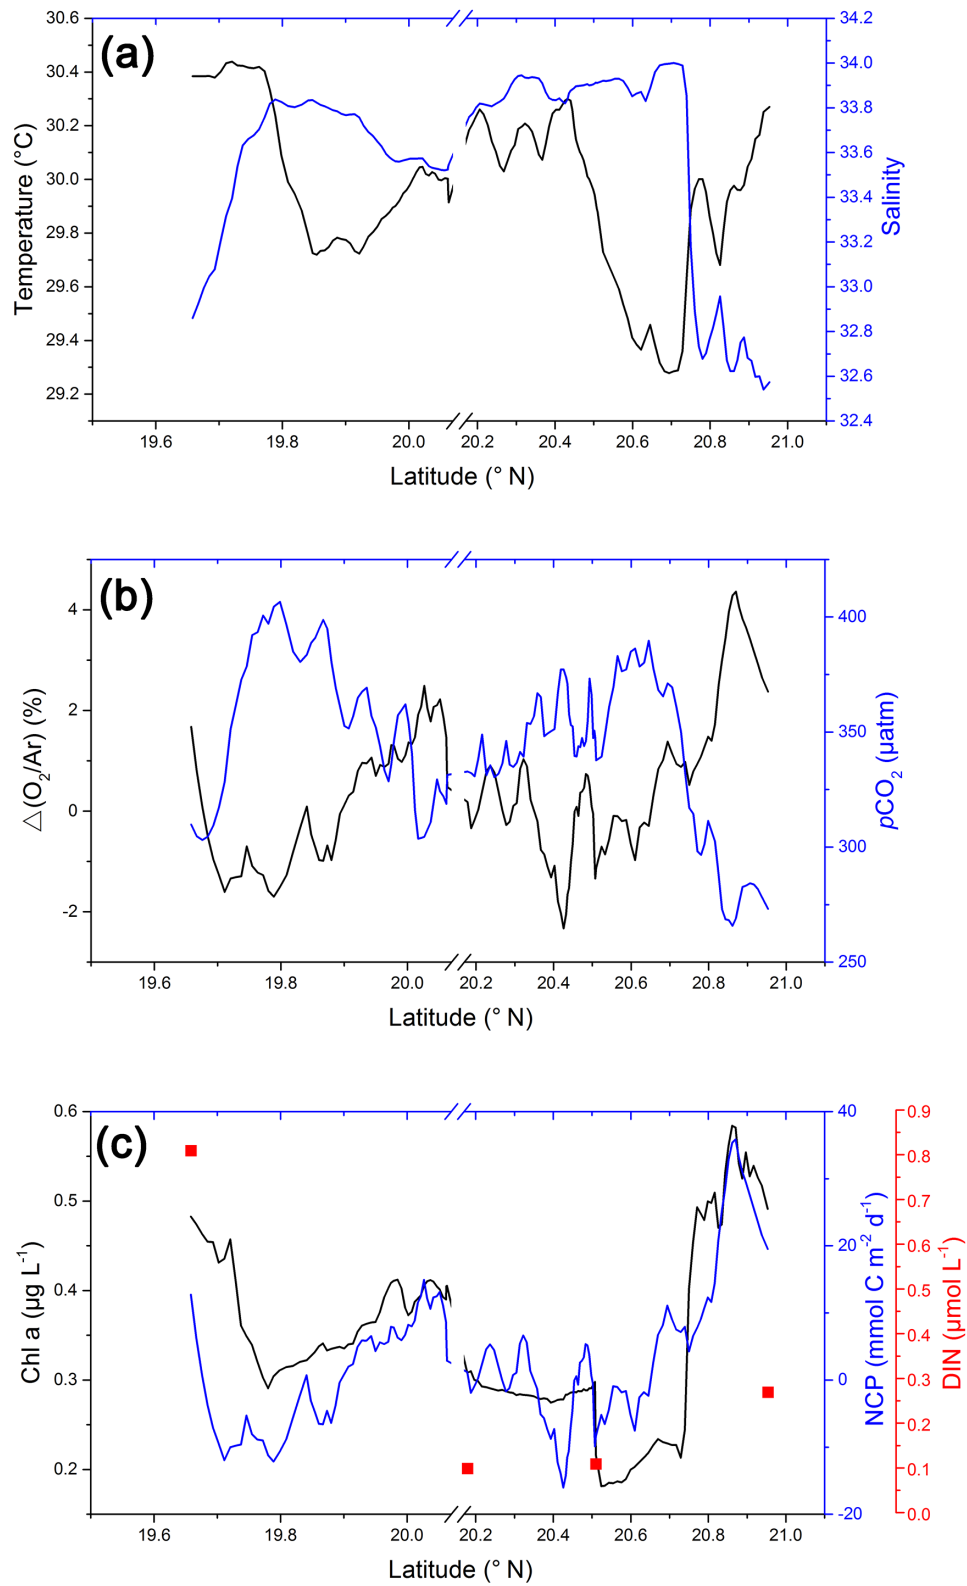 (a)
30.6
30.4
30.2
30.0
29.8
29.6
29.4
29.2
Temperature (°C)
34.2
34.0
33.8
33.6
33.4
33.2
33.0
32.8
32.6
32.4
Salinity
19.6 19.8 20.0 20.2 20.4 20.6 20.8 21.0
Latitude (° N)
(b)
4
2
0
-2
△(O2/Ar) (%)
400
350
300
250
pCO2 (µatm)
19.6 19.8 20.0 20.2 20.4 20.6 20.8 21.0
Latitude (° N)
(c)
0.6
0.5
0.4
0.3
0.2
Chl a (µg L-1)
40
20
0
-20
NCP (mmol C m-2 d-1)
0.9
0.8
0.7
0.6
0.5
0.4
0.3
0.2
0.1
0.0
DIN (µmol L-1)
19.6 19.8 20.0 20.2 20.4 20.6 20.8 21.0
Latitude (° N)